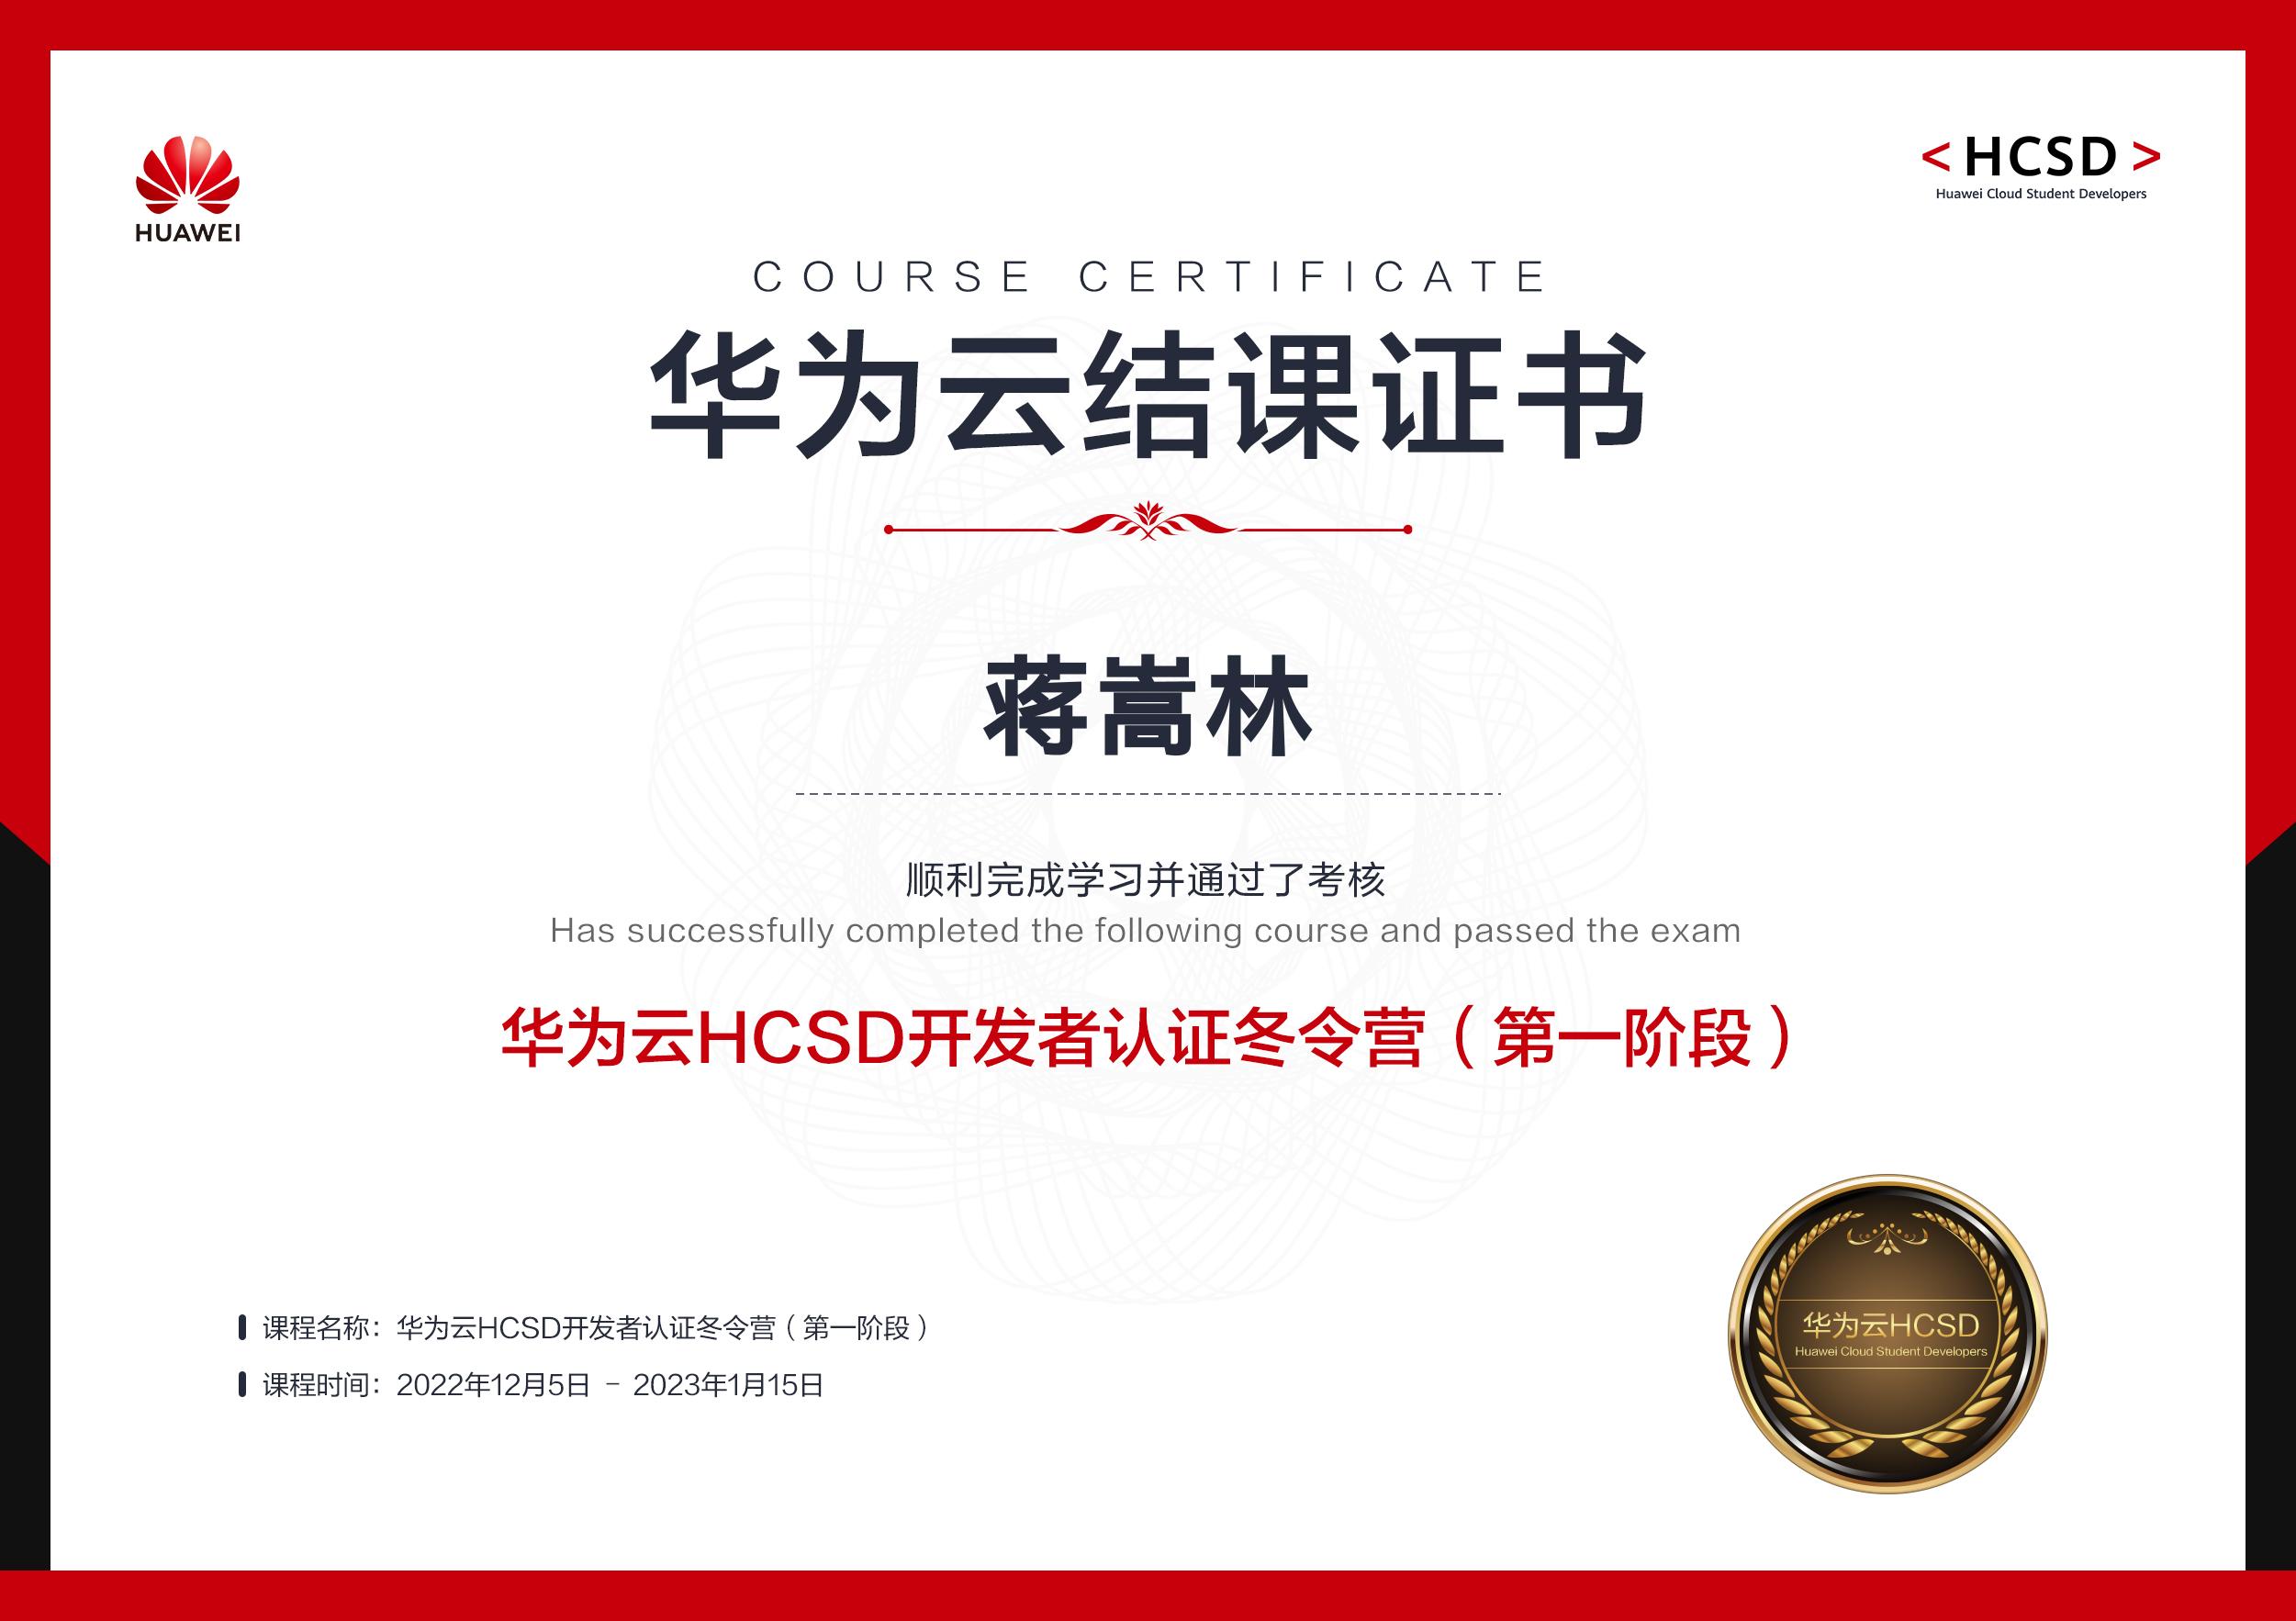 HUAWEI
< HCSD >
Huawei Cloud Student Developers
COURSE CERTIFICATE
华为云结课证书
蒋嵩林
顺利完成学习并通过了考核
Has successfully completed the following course and passed the exam
华为云HCSD开发者认证冬令营（第一阶段）
课程名称：华为云HCSD开发者认证冬令营（第一阶段）
课程时间：2022年12月5日 - 2023年1月15日
华为云HCSD
Huawei Cloud Student Developers